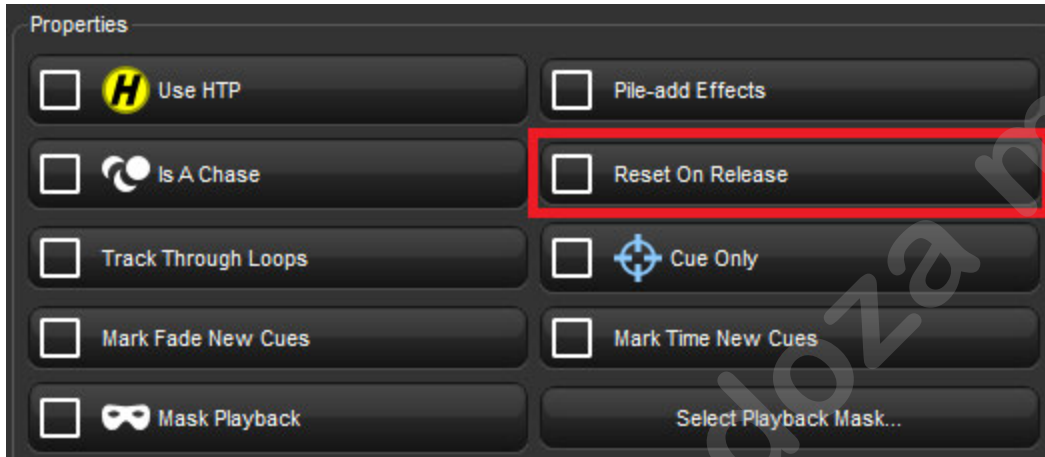 Properties
H Use HTP
Pile-add Effects
Is A Chase
Reset On Release
Track Through Loops
Cue Only
Mark Fade New Cues
Mark Time New Cues
Mask Playback
Select Playback Mask...